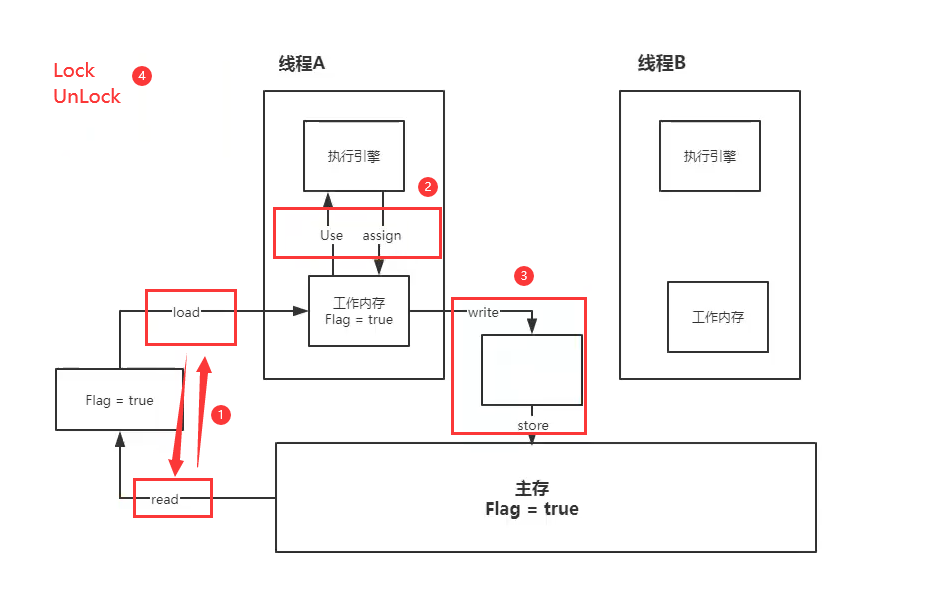 Lock
UnLock
4
线程A
线程B
执行引擎
执行引擎
2
Use
assign
3
工作内存
Flag = true
load
write
工作内存
Flag = true
1
store
read
主存
Flag = true